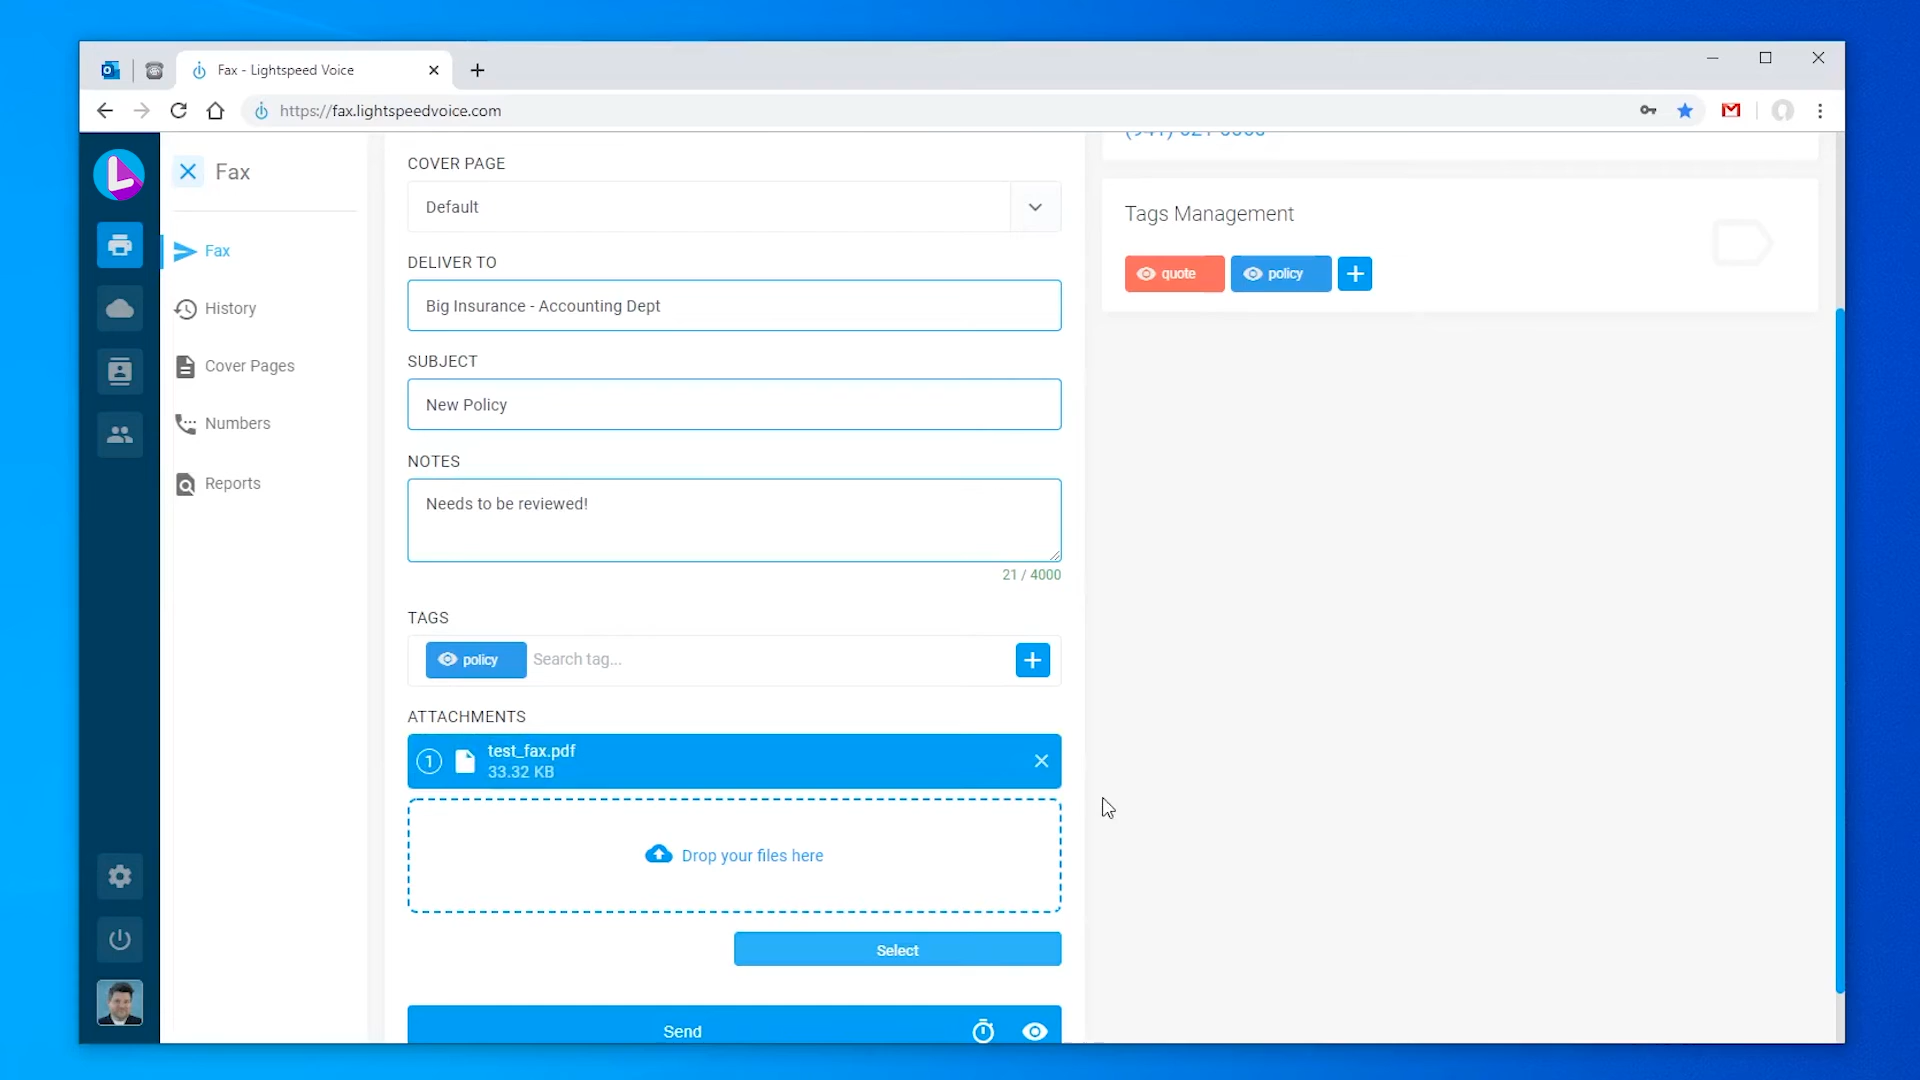 Fax - Lightspeed Voice
https://fax.lightspeedvoice.com
Fax
Fax
History
Cover Pages
Numbers
Reports
COVER PAGE
Default
DELIVER TO
Big Insurance - Accounting Dept
SUBJECT
New Policy
NOTES
Needs to be reviewed!
21 / 4000
TAGS
policy
Search tag...
ATTACHMENTS
1
test_fax.pdf
33.32 KB
Drop your files here
Select
Send
Tags Management
quote
policy